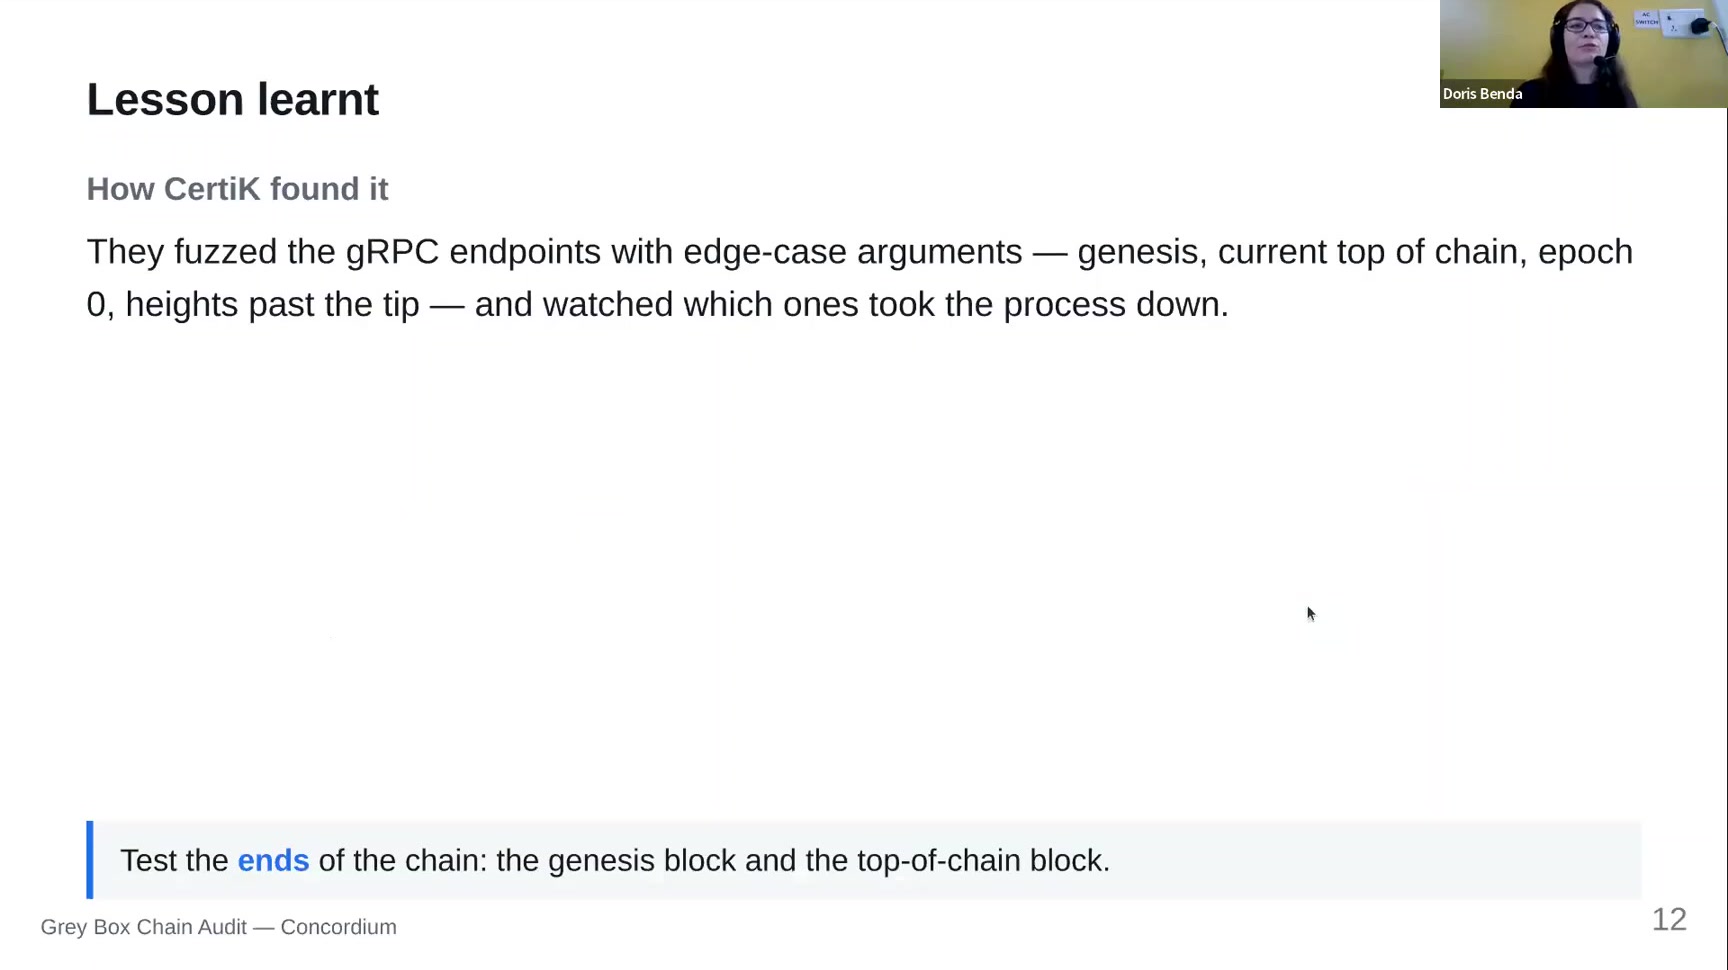 AC
SWITCH
Doris Benda
Lesson learnt
How CertiK found it
They fuzzed the gRPC endpoints with edge-case arguments — genesis, current top of chain, epoch
0, heights past the tip — and watched which ones took the process down.
Test the ends of the chain: the genesis block and the top-of-chain block.
Grey Box Chain Audit — Concordium
12